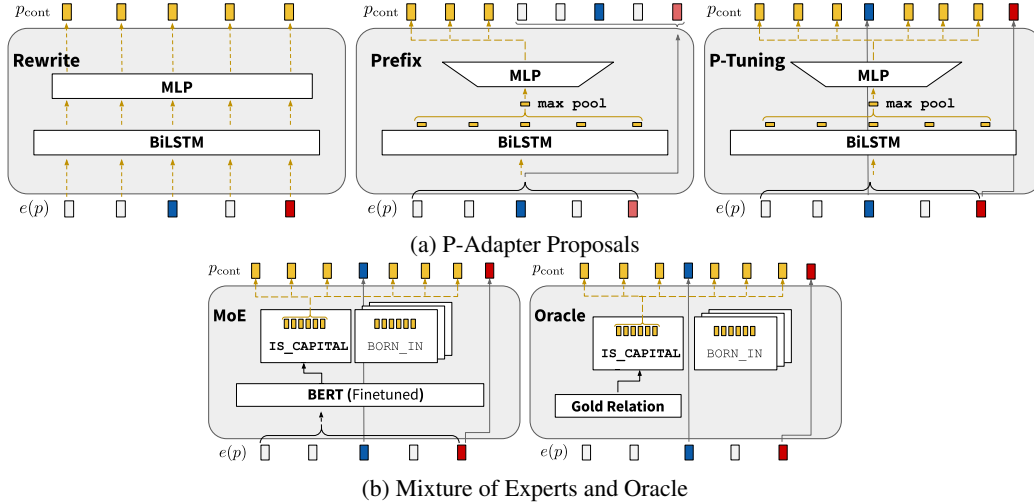 p_cont p_cont p_cont
Rewrite Prefix P-Tuning
MLP MLP MLP
max pool max pool
BiLSTM BiLSTM BiLSTM
e(p) e(p) e(p)
(a) P-Adapter Proposals
p_cont p_cont
MoE Oracle
IS_CAPITAL BORN_IN IS_CAPITAL BORN_IN
BERT (Finetuned) Gold Relation
e(p) e(p)
(b) Mixture of Experts and Oracle